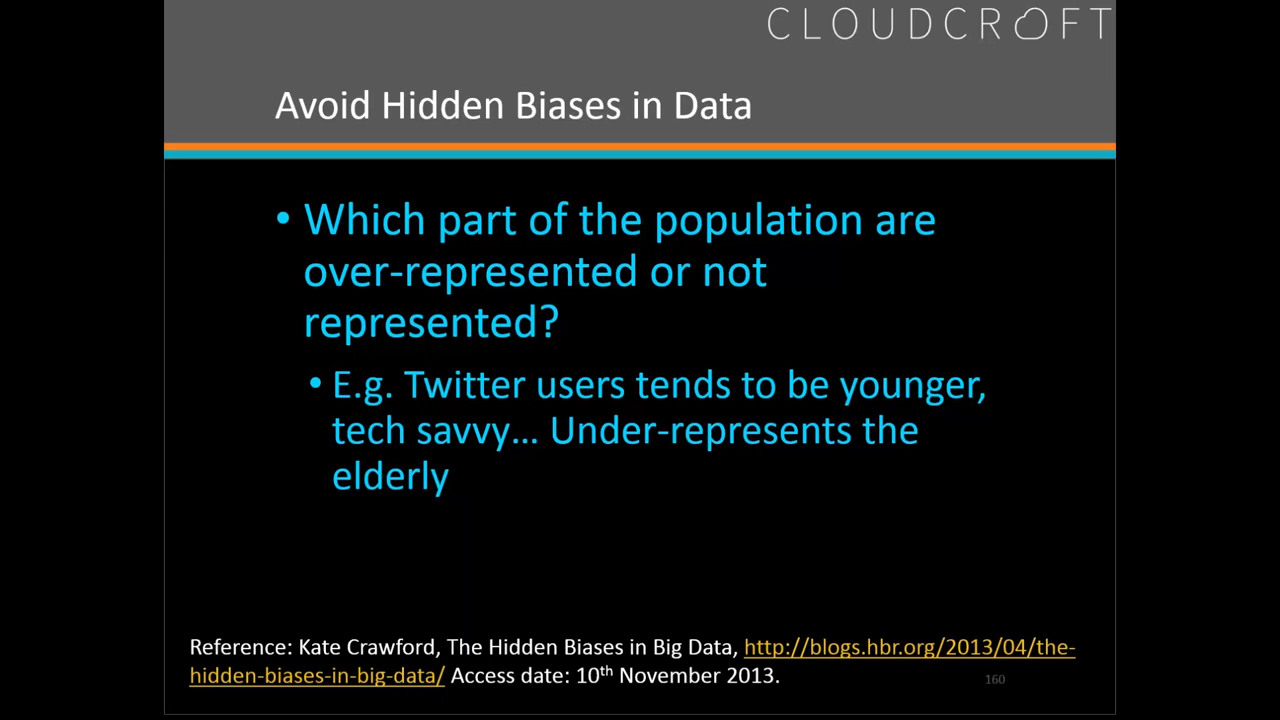 CLOUDCROFT
Avoid Hidden Biases in Data
• Which part of the population are
over-represented or not
represented?
• E.g. Twitter users tends to be younger,
tech savvy… Under-represents the
elderly
Reference: Kate Crawford, The Hidden Biases in Big Data, http://blogs.hbr.org/2013/04/the-
hidden-biases-in-big-data/ Access date: 10th November 2013.
160